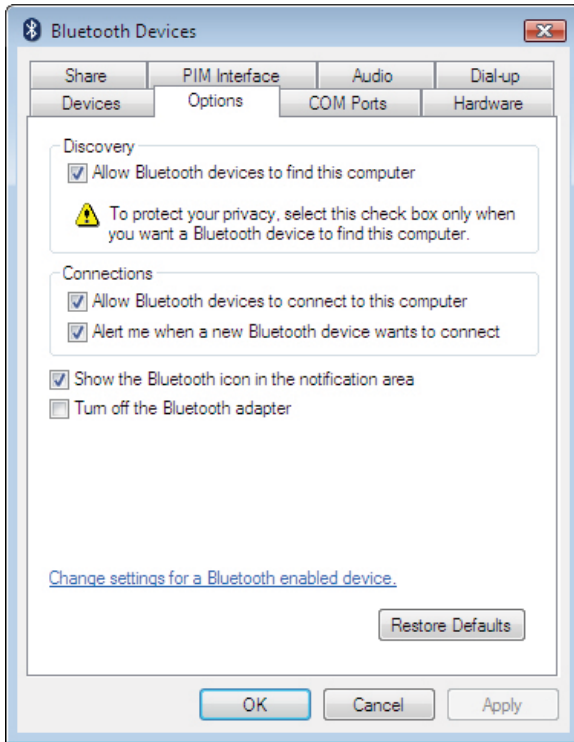 Bluetooth Devices
Share PIM Interface Audio Dial-up
Devices Options COM Ports Hardware
Discovery
Allow Bluetooth devices to find this computer
To protect your privacy, select this check box only when
you want a Bluetooth device to find this computer.
Connections
Allow Bluetooth devices to connect to this computer
Alert me when a new Bluetooth device wants to connect
Show the Bluetooth icon in the notification area
Turn off the Bluetooth adapter
Change settings for a Bluetooth enabled device.
Restore Defaults
OK Cancel Apply